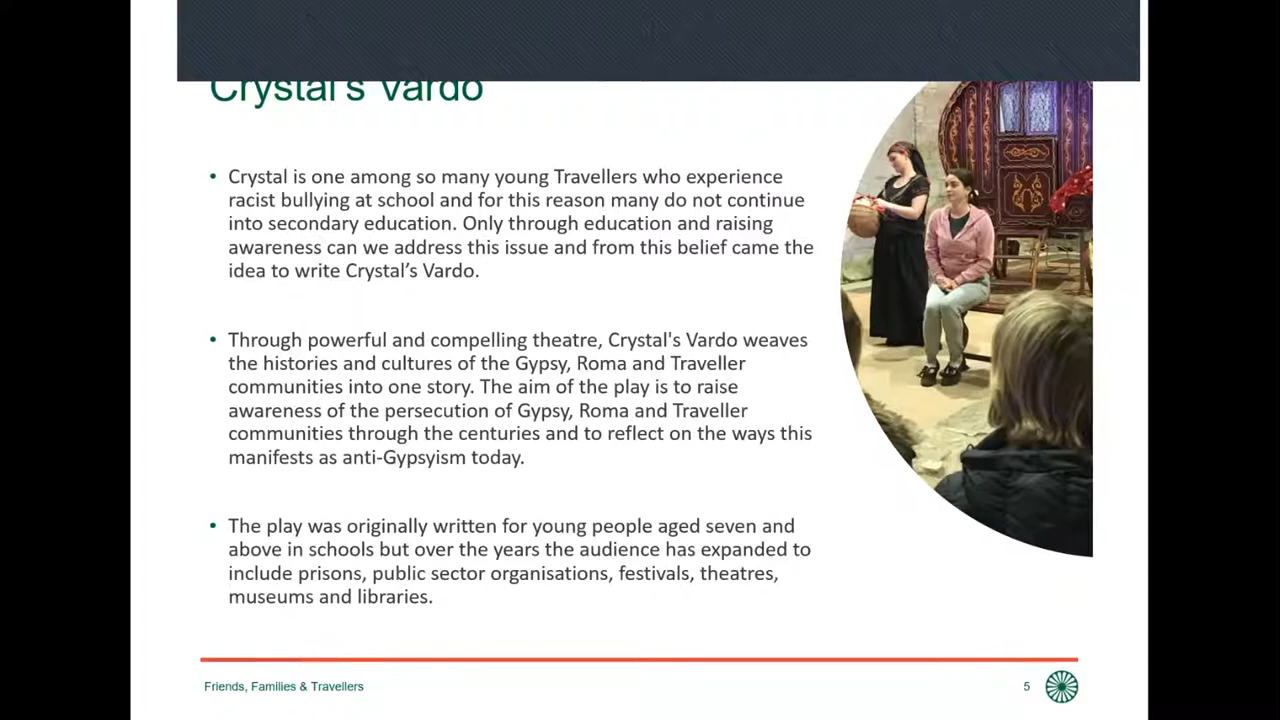 Crystal's Vardo
• Crystal is one among so many young Travellers who experience
racist bullying at school and for this reason many do not continue
into secondary education. Only through education and raising
awareness can we address this issue and from this belief came the
idea to write Crystal’s Vardo.
• Through powerful and compelling theatre, Crystal's Vardo weaves
the histories and cultures of the Gypsy, Roma and Traveller
communities into one story. The aim of the play is to raise
awareness of the persecution of Gypsy, Roma and Traveller
communities through the centuries and to reflect on the ways this
manifests as anti-Gypsyism today.
• The play was originally written for young people aged seven and
above in schools but over the years the audience has expanded to
include prisons, public sector organisations, festivals, theatres,
museums and libraries.
Friends, Families & Travellers
5